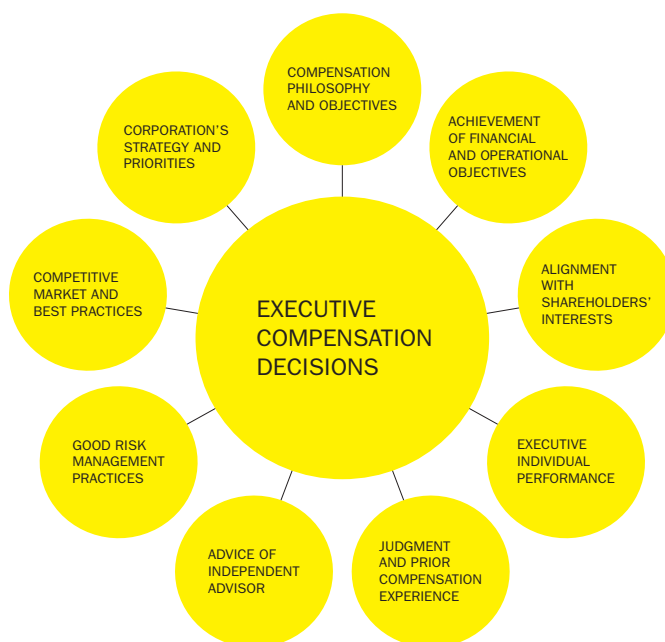 COMPENSATION
PHILOSOPHY
AND OBJECTIVES
ACHIEVEMENT
OF FINANCIAL
AND OPERATIONAL
OBJECTIVES
ALIGNMENT
WITH
SHAREHOLDERS'
INTERESTS
EXECUTIVE
INDIVIDUAL
PERFORMANCE
JUDGMENT
AND PRIOR
COMPENSATION
EXPERIENCE
ADVICE OF
INDEPENDENT
ADVISOR
GOOD RISK
MANAGEMENT
PRACTICES
COMPETITIVE
MARKET AND
BEST PRACTICES
CORPORATION'S
STRATEGY AND
PRIORITIES
EXECUTIVE
COMPENSATION
DECISIONS